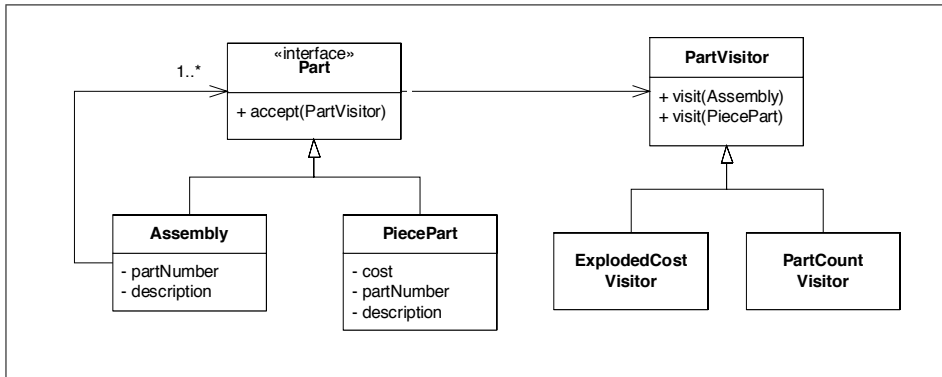 «interface»
Part
+ accept(PartVisitor)
1..*
PartVisitor
+ visit(Assembly)
+ visit(PiecePart)
Assembly
- partNumber
- description
PiecePart
- cost
- partNumber
- description
ExplodedCost
Visitor
PartCount
Visitor